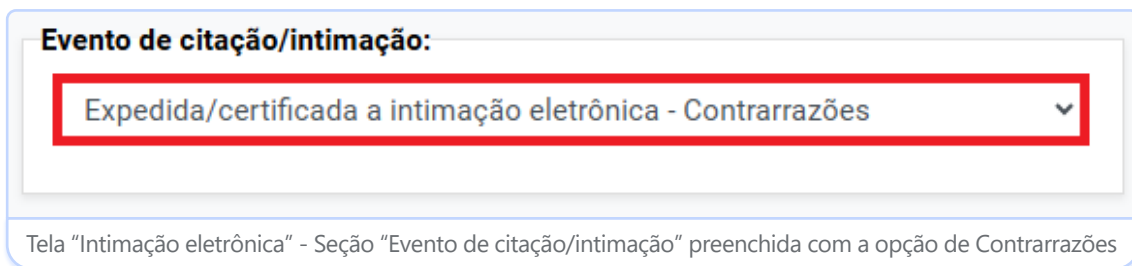 Evento de citação/intimação:
Expedida/certificada a intimação eletrônica - Contrarrazões
Tela “Intimação eletrônica” - Seção “Evento de citação/intimação” preenchida com a opção de Contrarrazões